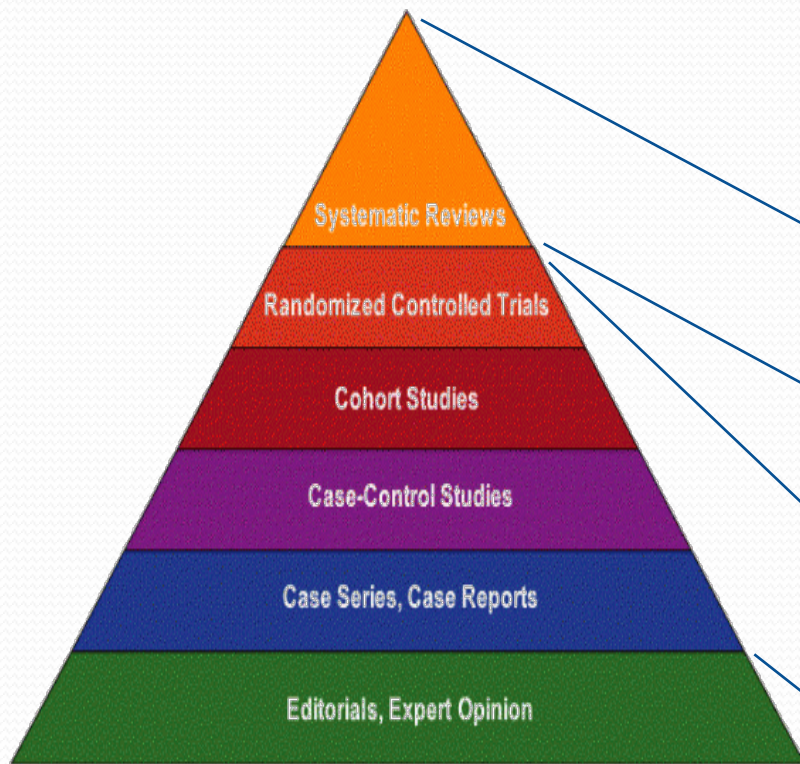 Systematic Reviews
Randomized Controlled Trials
Cohort Studies
Case-Control Studies
Case Series, Case Reports
Editorials, Expert Opinion